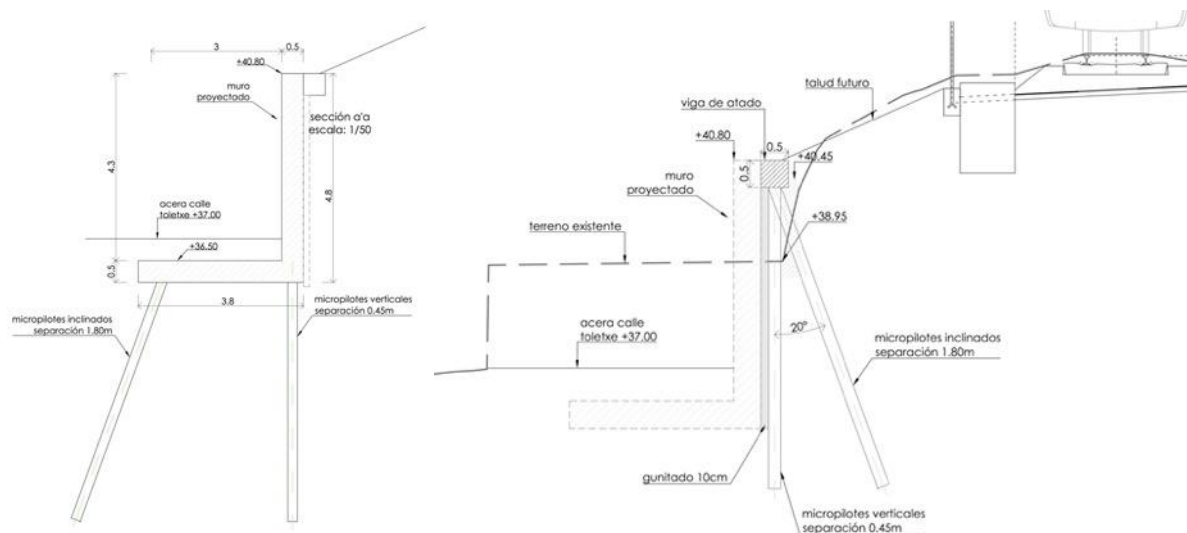 3
0.5
+40.80
muro
proyectado
sección a'a
escala: 1/50
4.3
4.8
acera calle
toletxe +37.00
+36.50
0.5
3.8
micropilotes inclinados
separación 1.80m
micropilotes verticales
separación 0.45m
viga de atado
talud futuro
+40.80
0.5
+40.45
0.5
muro
proyectado
terreno existente
+38.95
acera calle
toletxe +37.00
20°
micropilotes inclinados
separación 1.80m
gunitado 10cm
micropilotes verticales
separación 0.45m